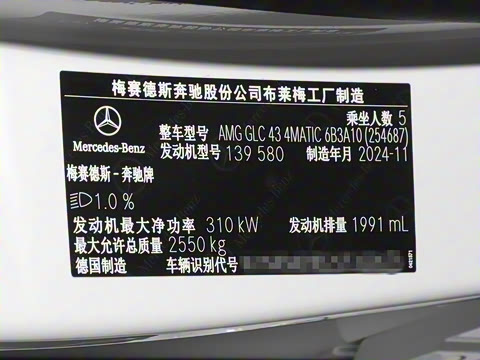 梅赛德斯奔驰股份公司布莱梅工厂制造
乘坐人数 5
整车型号 AMG GLC 43 4MATIC 6B3A10 (254687)
Mercedes-Benz 发动机型号 139 580 制造年月 2024-11
梅赛德斯-奔驰牌
1.0 %
发动机最大净功率 310 kW 发动机排量 1991 mL
最大允许总质量 2550 kg
德国制造 车辆识别代号